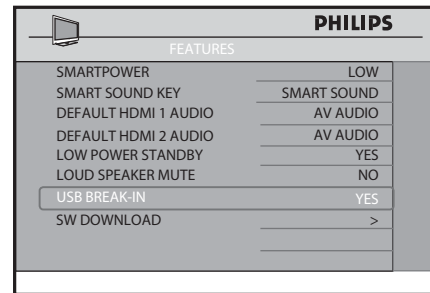 PHILIPS
FEATURES
SMARTPOWER LOW
SMART SOUND KEY SMART SOUND
DEFAULT HDMI 1 AUDIO AV AUDIO
DEFAULT HDMI 2 AUDIO AV AUDIO
LOW POWER STANDBY YES
LOUD SPEAKER MUTE NO
USB BREAK-IN YES
SW DOWNLOAD >